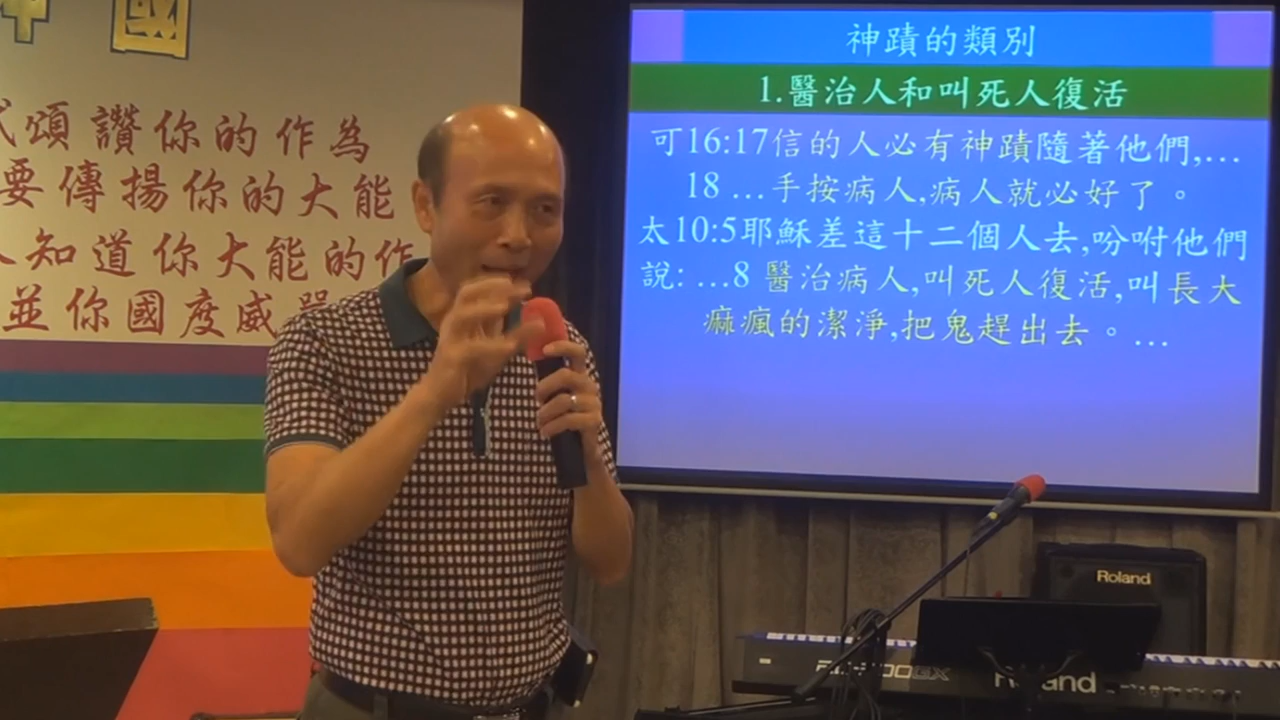 神國
頌讚你的作為
要傳揚你的大能
知道你大能的作
並你國度威
神蹟的類別
1.醫治人和叫死人復活
可16:17信的人必有神蹟隨著他們,…
18 …手按病人,病人就必好了。
太10:5耶穌差這十二個人去,吩咐他們
說: …8 醫治病人,叫死人復活,叫長大
痲瘋的潔淨,把鬼趕出去。…
Roland
Roland